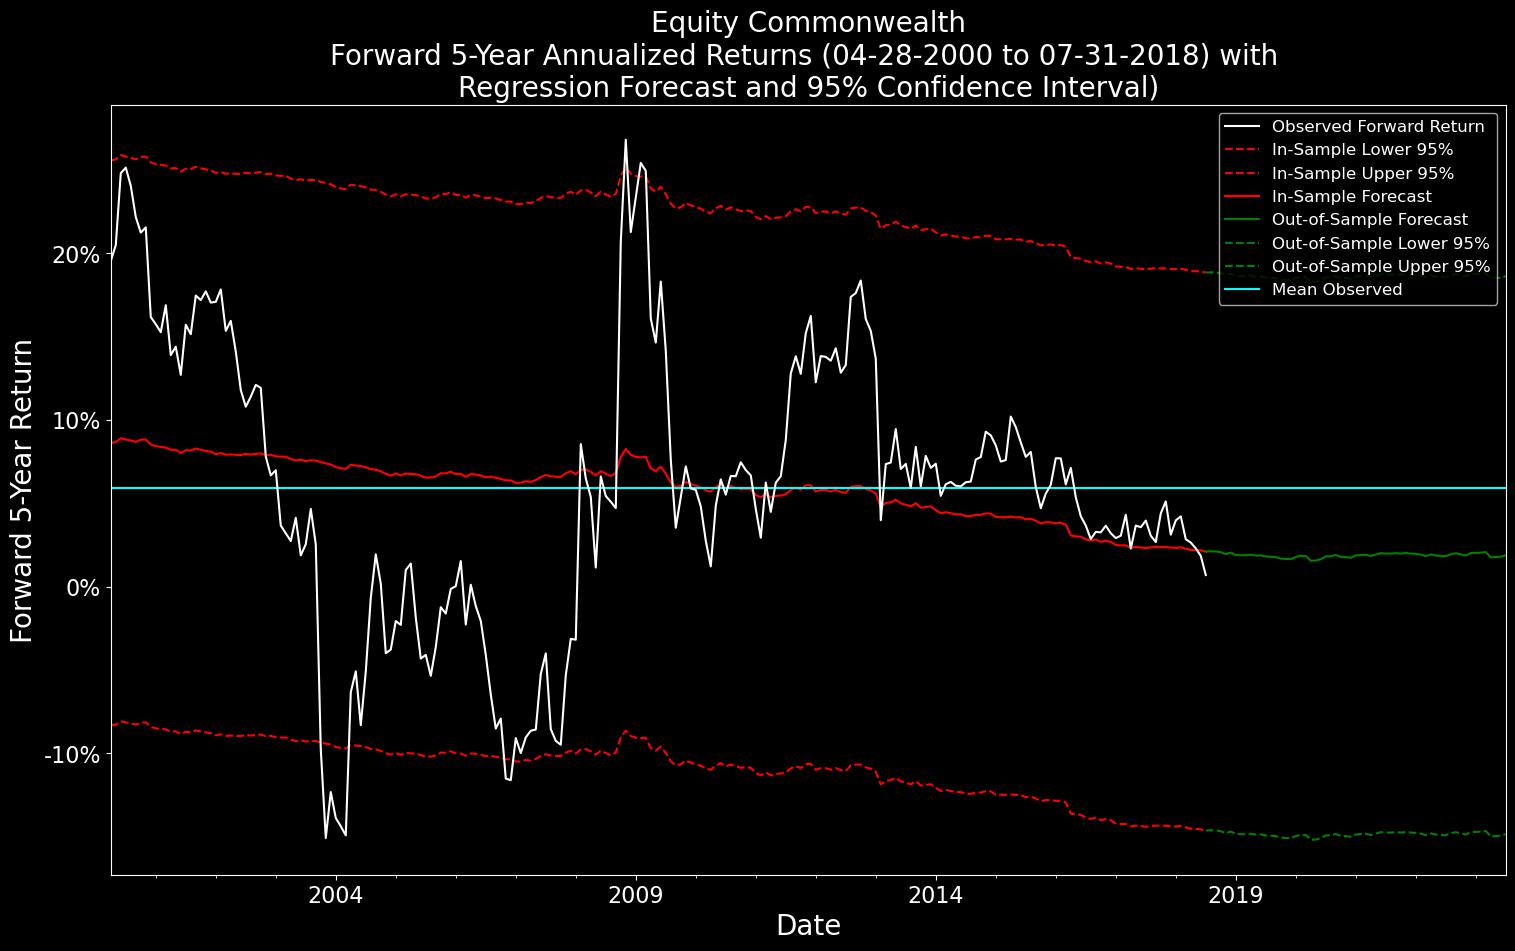 Equity Commonwealth
Forward 5-Year Annualized Returns (04-28-2000 to 07-31-2018) with
Regression Forecast and 95% Confidence Interval)
Observed Forward Return
In-Sample Lower 95%
In-Sample Upper 95%
In-Sample Forecast
Out-of-Sample Forecast
Out-of-Sample Lower 95%
Out-of-Sample Upper 95%
Mean Observed
Forward 5-Year Return
20%
10%
0%
-10%
2004
2009
2014
2019
Date